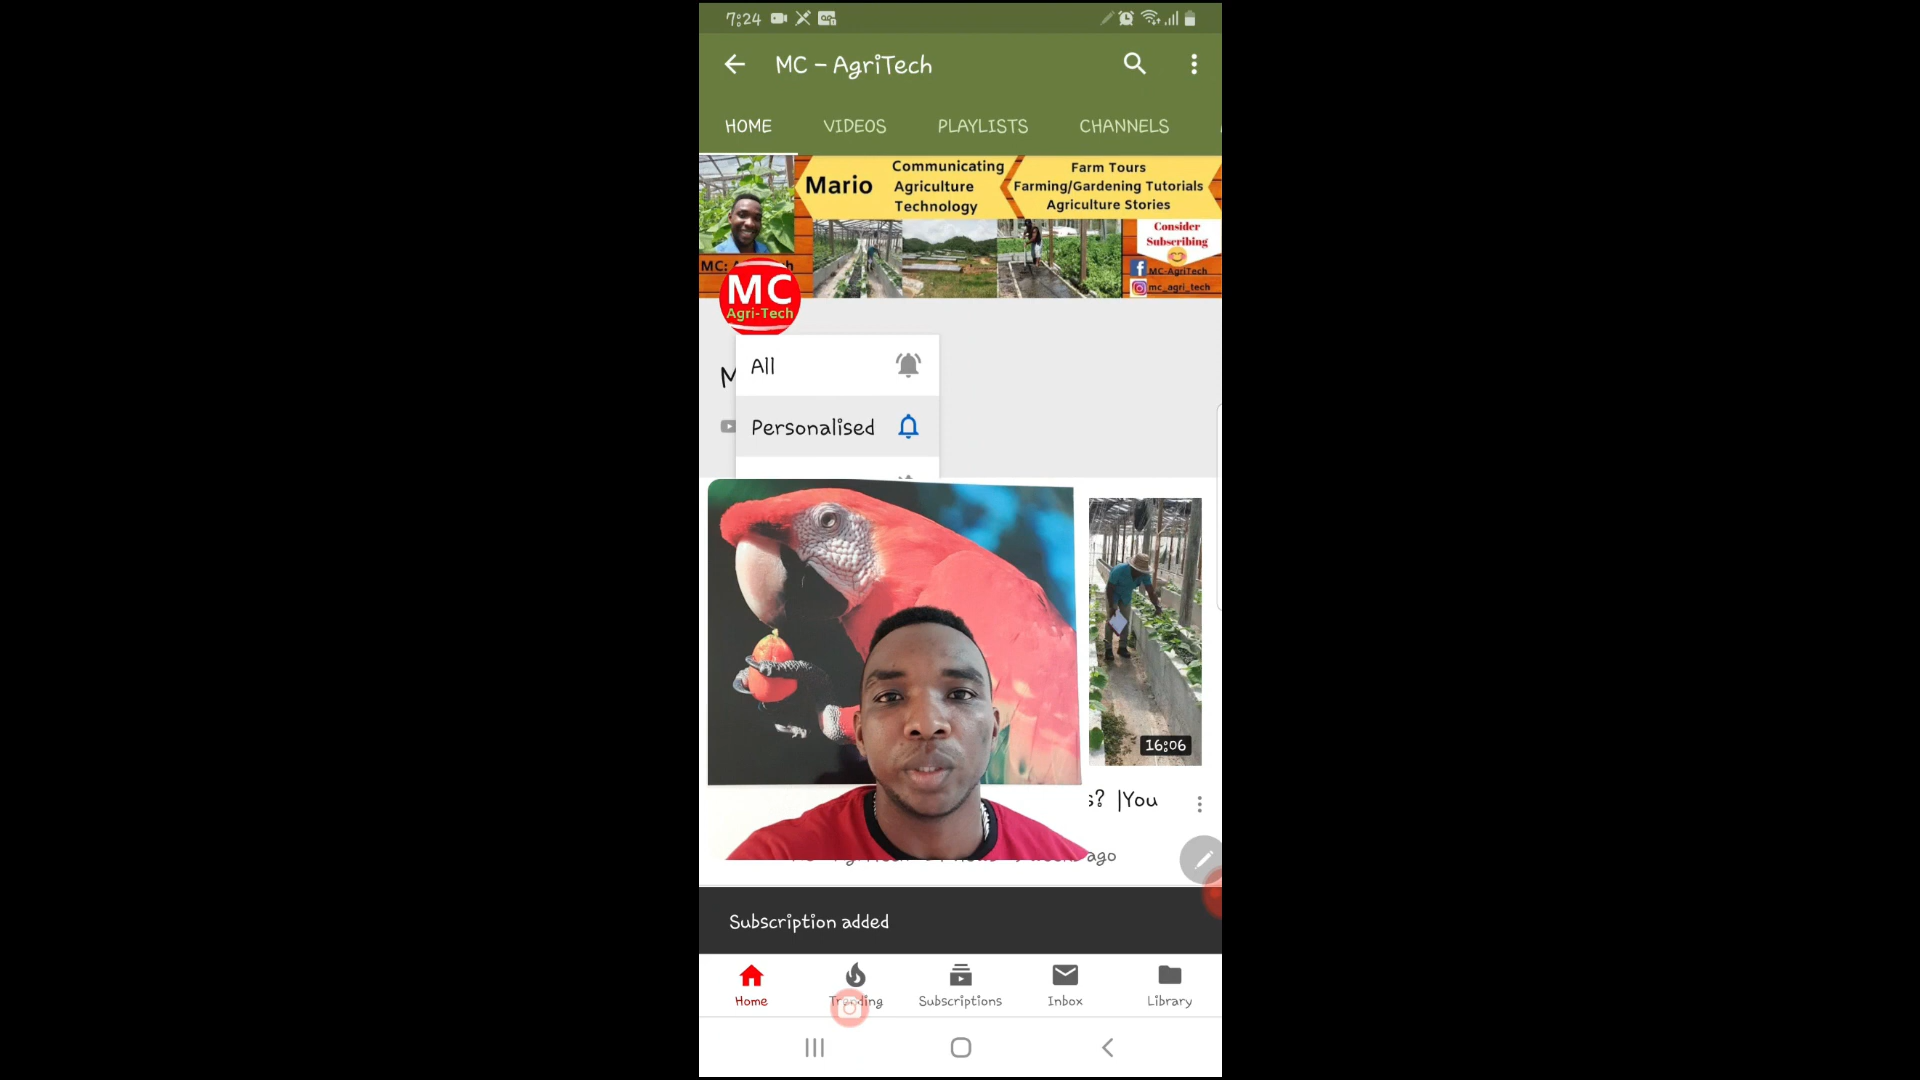 7:24
MC - AgriTech
HOME VIDEOS PLAYLISTS CHANNELS
Mario
Communicating
Agriculture
Technology
Farm Tours
Farming/Gardening Tutorials
Agriculture Stories
Consider
Subscribing
MC-AgriTech
mc_agri_tech
MC:
MC
Agri-Tech
All
Personalised
16:06
s? |You
ago
Subscription added
Home Trending Subscriptions Inbox Library